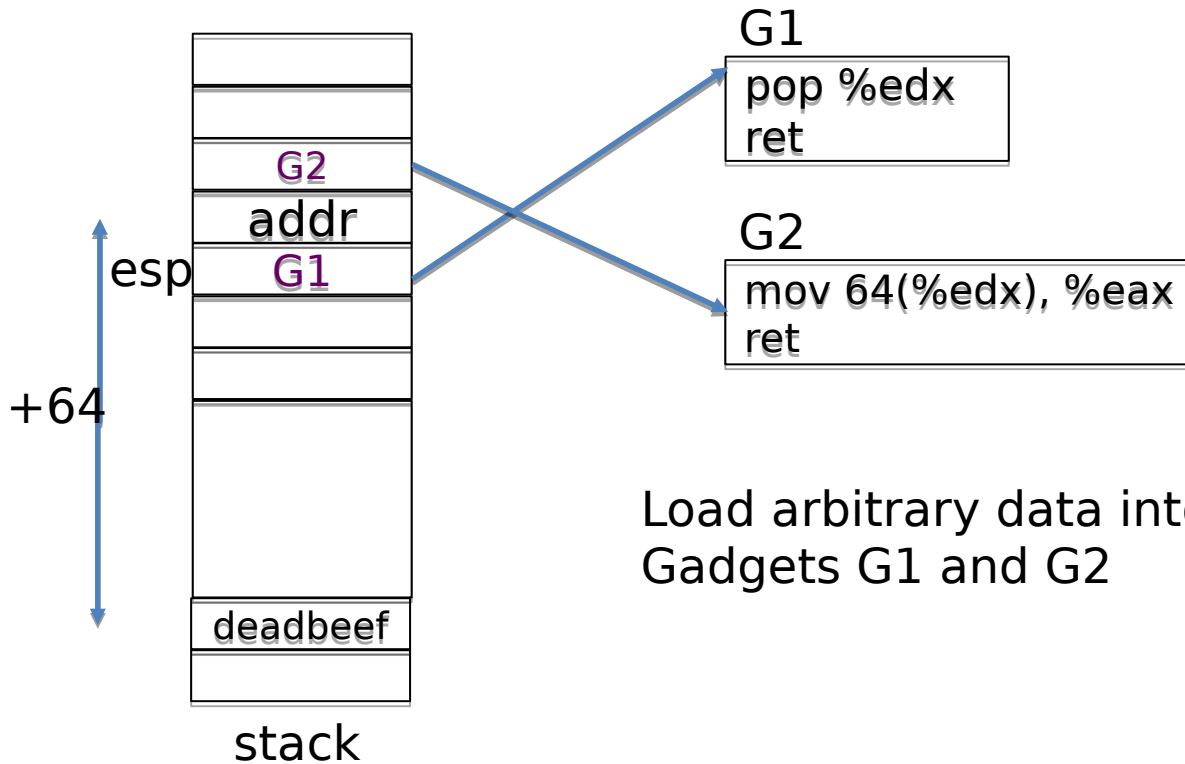 G2
addr
esp
G1
+64
deadbeef
stack
G1
pop %edx
ret
G2
mov 64(%edx), %eax
ret
Load arbitrary data
Gadgets G1 and G2